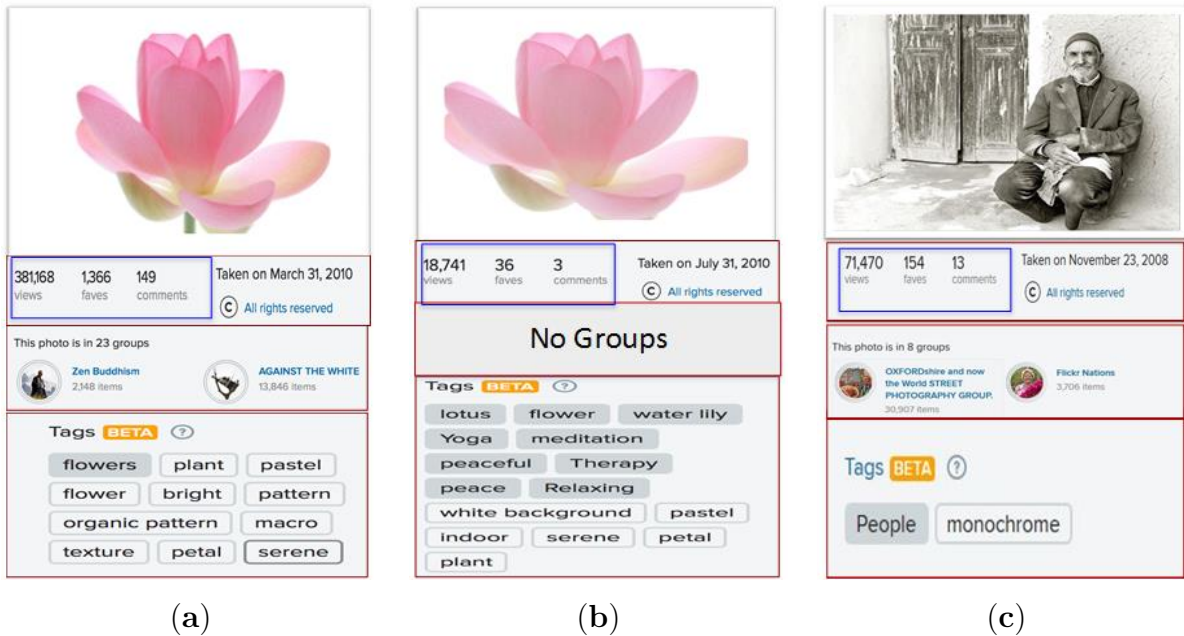 381,168 1,366 149
views faves comments
Taken on March 31, 2010
C All rights reserved
This photo is in 23 groups
Zen Buddhism
2,148 items
AGAINST THE WHITE
13,846 items
Tags BETA ?
flowers plant pastel
flower bright pattern
organic pattern macro
texture petal serene
(a)
18,741 36 3
views faves comments
Taken on July 31, 2010
C All rights reserved
No Groups
Tags BETA ?
lotus flower water lily
Yoga meditation
peaceful Therapy
peace Relaxing
white background pastel
indoor serene petal
plant
(b)
71,470 154 13
views faves comments
Taken on November 23, 2008
C All rights reserved
This photo is in 8 groups
OXFORDshire and now
the World STREET
PHOTOGRAPHY GROUP.
30,907 items
Flickr Nations
3,706 items
Tags BETA ?
People monochrome
(c)